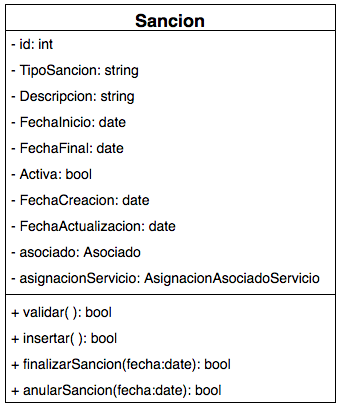 Sancion
- id: int
- TipoSancion: string
- Descripcion: string
- FechaInicio: date
- FechaFinal: date
- Activa: bool
- FechaCreacion: date
- FechaActualizacion: date
- asociado: Asociado
- asignacionServicio: AsignacionAsociadoServicio
+ validar( ): bool
+ insertar( ): bool
+ finalizarSancion(fecha:date): bool
+ anularSancion(fecha:date): bool